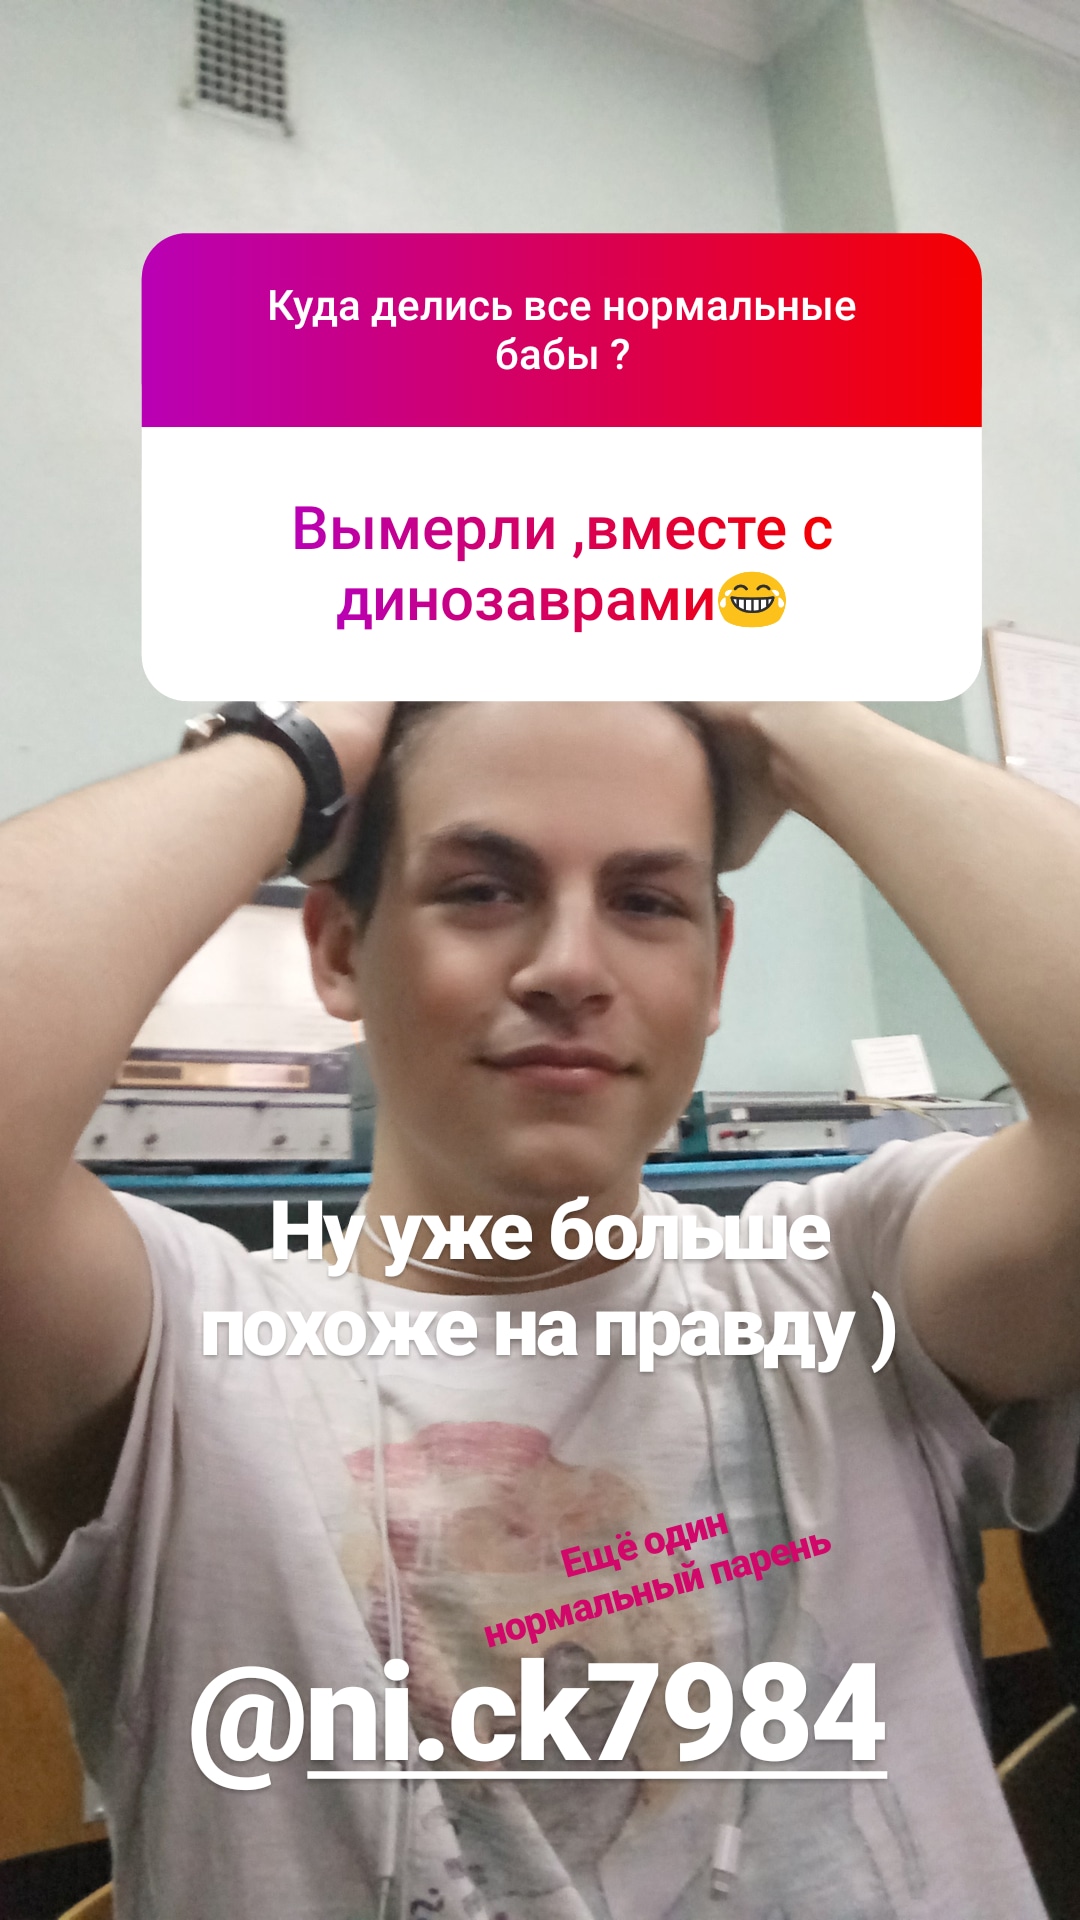 Куда делись все нормальные
бабы ?
Вымерли ,вместе с
динозаврами😂
Ну уже больше
похоже на правду )
Ещё один
нормальный парень
@ni.ck7984